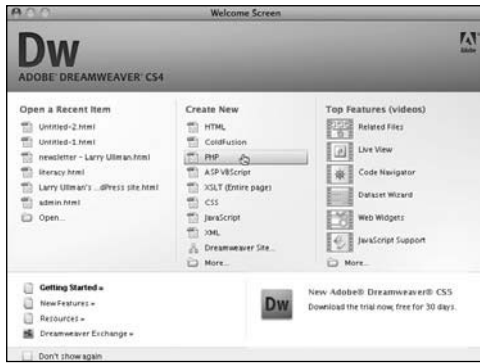 Welcome Screen
Dw
Adobe
ADOBE® DREAMWEAVER® CS4
Open a Recent Item
Untitled-2.html
Untitled-1.html
newsletter - Larry Ullman.html
literacy.html
Larry Ullman's ...dPress site.html
admin.html
Open...
Create New
HTML
ColdFusion
PHP
ASP VBScript
XSLT (Entire page)
CSS
JavaScript
XML
Dreamweaver Site...
More...
Top Features (videos)
Related Files
Live View
Code Navigator
Dataset Wizard
Web Widgets
JavaScript Support
More...
Getting Started »
New Features »
Resources »
Dreamweaver Exchange »
Dw
New Adobe® Dreamweaver® CS5
Download the trial now, free for 30 days.
Don't show again